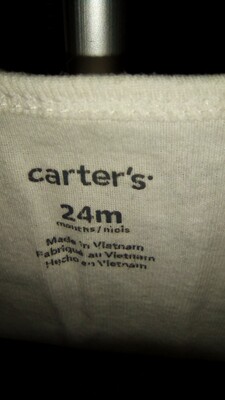 carter's.
24m
months/mois
Made in Vietnam
Fabriqué au Vietnam
Hecho en Vietnam